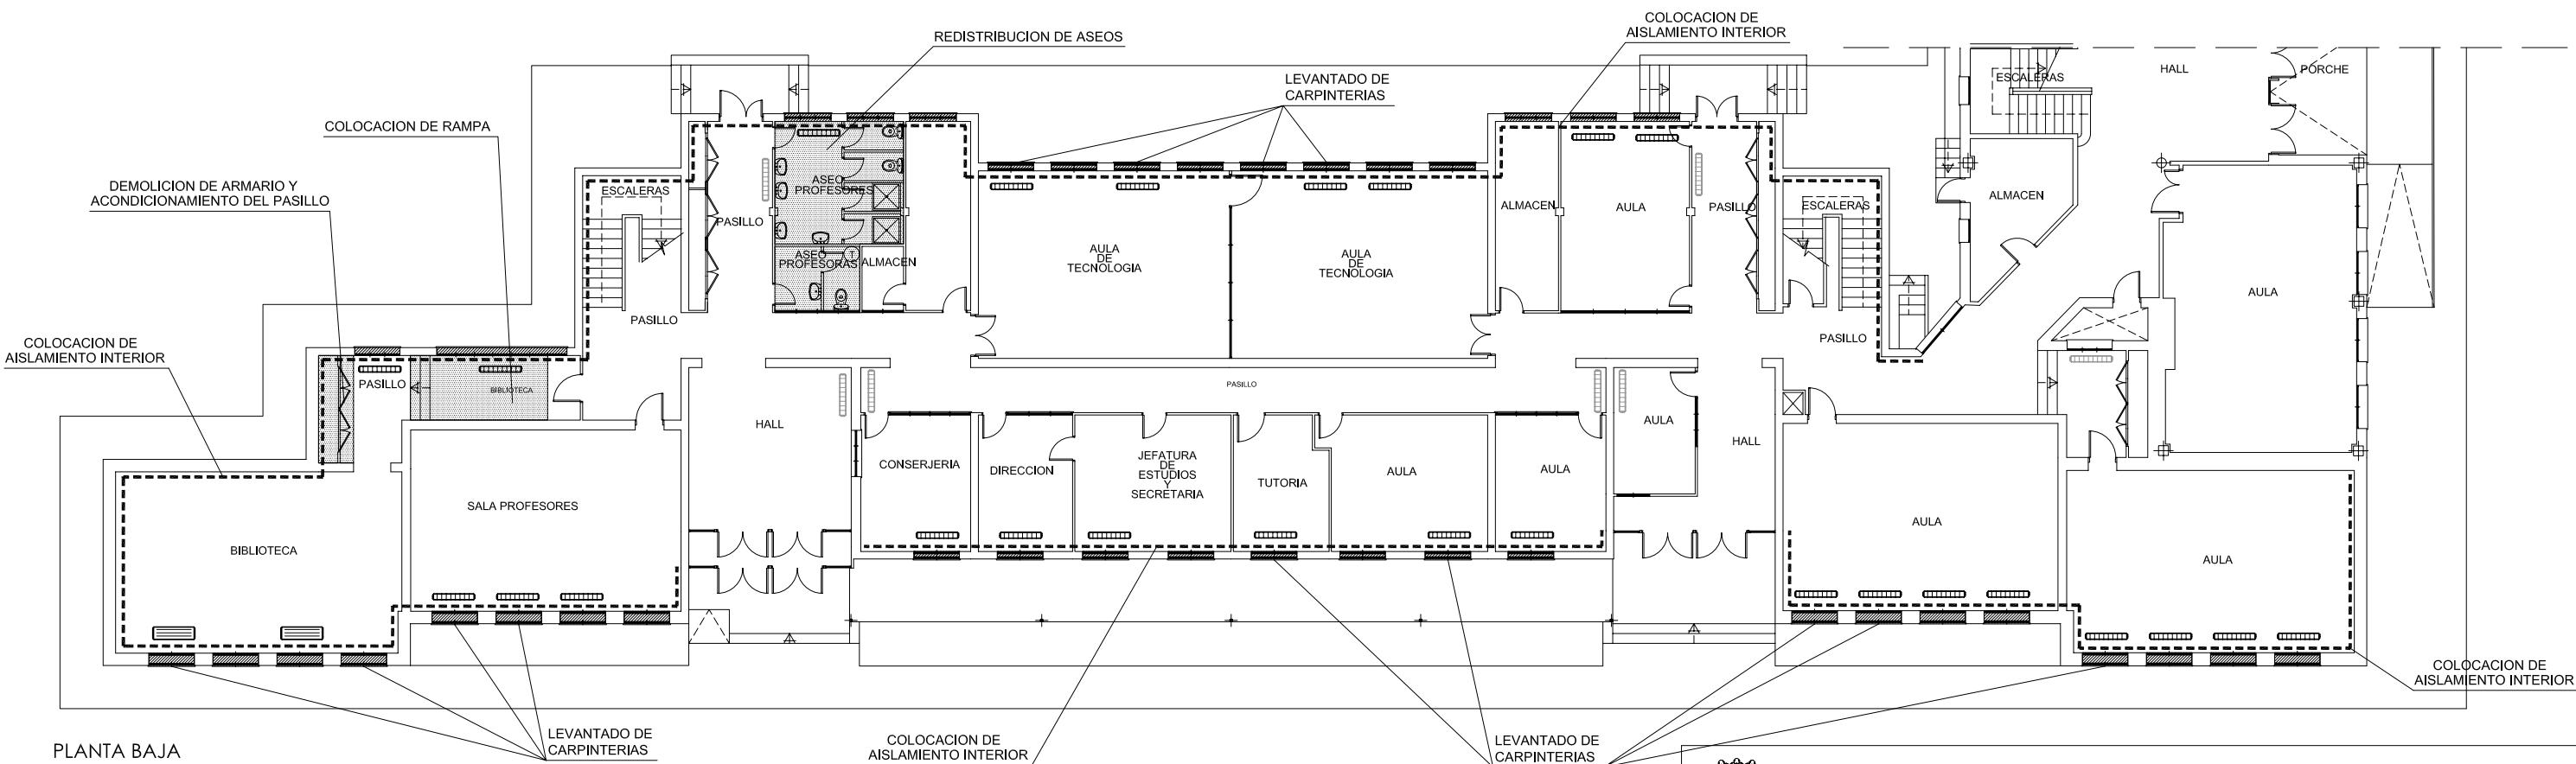 COLOCACION DE
AISLAMIENTO INTERIOR
REDISTRIBUCION DE ASEOS
LEVANTADO DE
CARPINTERIAS
COLOCACION DE RAMPA
DEMOLICION DE ARMARIO Y
ACONDICIONAMIENTO DEL PASILLO
COLOCACION DE
AISLAMIENTO INTERIOR
ESCALERAS
HALL
PORCHE
ESCALERAS
PASILLO
ASEO
PROFESORES
ASEO
PROFESORAS
T
ALMACEN
AULA
DE
TECNOLOGIA
AULA
DE
TECNOLOGIA
ALMACEN
AULA
PASILLO
ESCALERAS
ALMACEN
AULA
PASILLO
PASILLO
PASILLO
BIBLIOTECA
PASILLO
HALL
CONSERJERIA
DIRECCION
JEFATURA
DE
ESTUDIOS
Y
SECRETARIA
TUTORIA
AULA
AULA
AULA
HALL
SALA PROFESORES
BIBLIOTECA
AULA
AULA
COLOCACION DE
AISLAMIENTO INTERIOR
LEVANTADO DE
CARPINTERIAS
COLOCACION DE
AISLAMIENTO INTERIOR
LEVANTADO DE
CARPINTERIAS
PLANTA BAJA